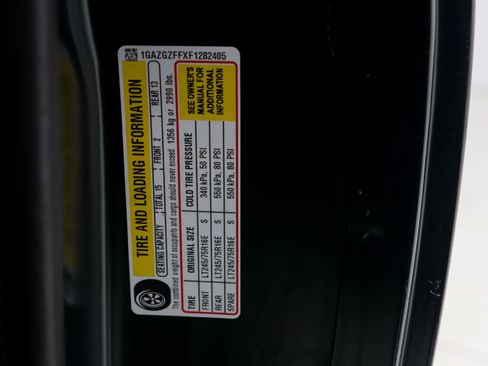 1GAZGZFFXF1282405
TIRE AND LOADING INFORMATION
SEATING CAPACITY TOTAL 15 FRONT 2 REAR 13
The combined weight of occupants and cargo should never exceed 1356 kg or 2990 lbs.
TIRE ORIGINAL SIZE COLD TIRE PRESSURE
FRONT LT245/75R16E S 340 kPa, 50 PSI
REAR LT245/75R16E S 550 kPa, 80 PSI
SPARE LT245/75R16E S 550 kPa, 80 PSI
SEE OWNER'S
MANUAL FOR
ADDITIONAL
INFORMATION